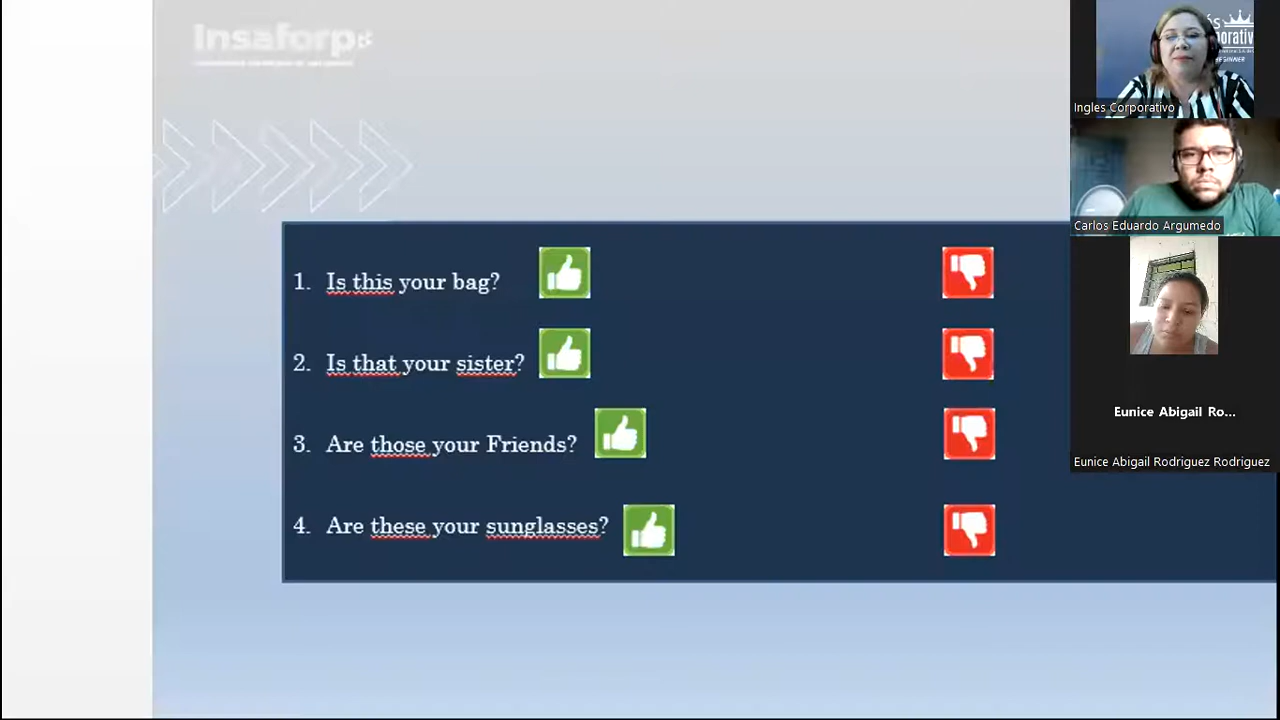 Insaforp
1. Is this your bag?
2. Is that your sister?
3. Are those your Friends?
4. Are these your sunglasses?
Ingles Corporativo
Carlos Eduardo Argumedo
Eunice Abigail Ro...
Eunice Abigail Rodriguez Rodriguez